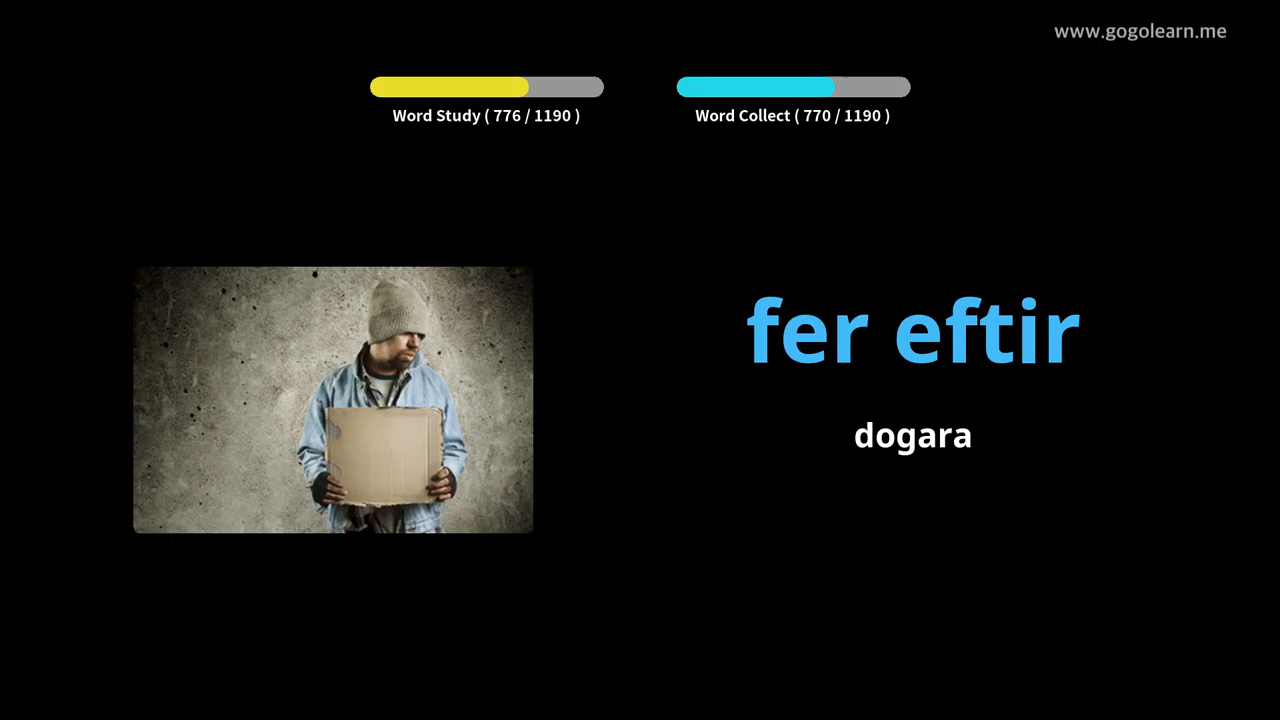 www.gogolearn.me
Word Study ( 776 / 1190 )
Word Collect ( 770 / 1190 )
fer eftir
dogara